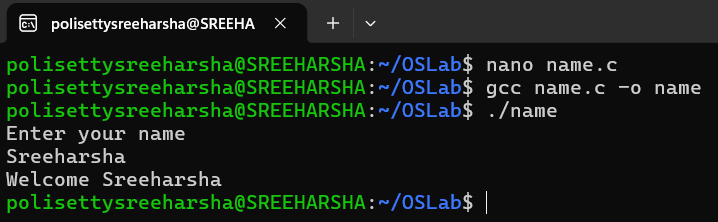 polisettysreeharsha@SREEHA
polisettysreeharsha@SREEHARSHA:~/OSLab$ nano name.c
polisettysreeharsha@SREEHARSHA:~/OSLab$ gcc name.c -o name
polisettysreeharsha@SREEHARSHA:~/OSLab$ ./name
Enter your name
Sreeharsha
Welcome Sreeharsha
polisettysreeharsha@SREEHARSHA:~/OSLab$